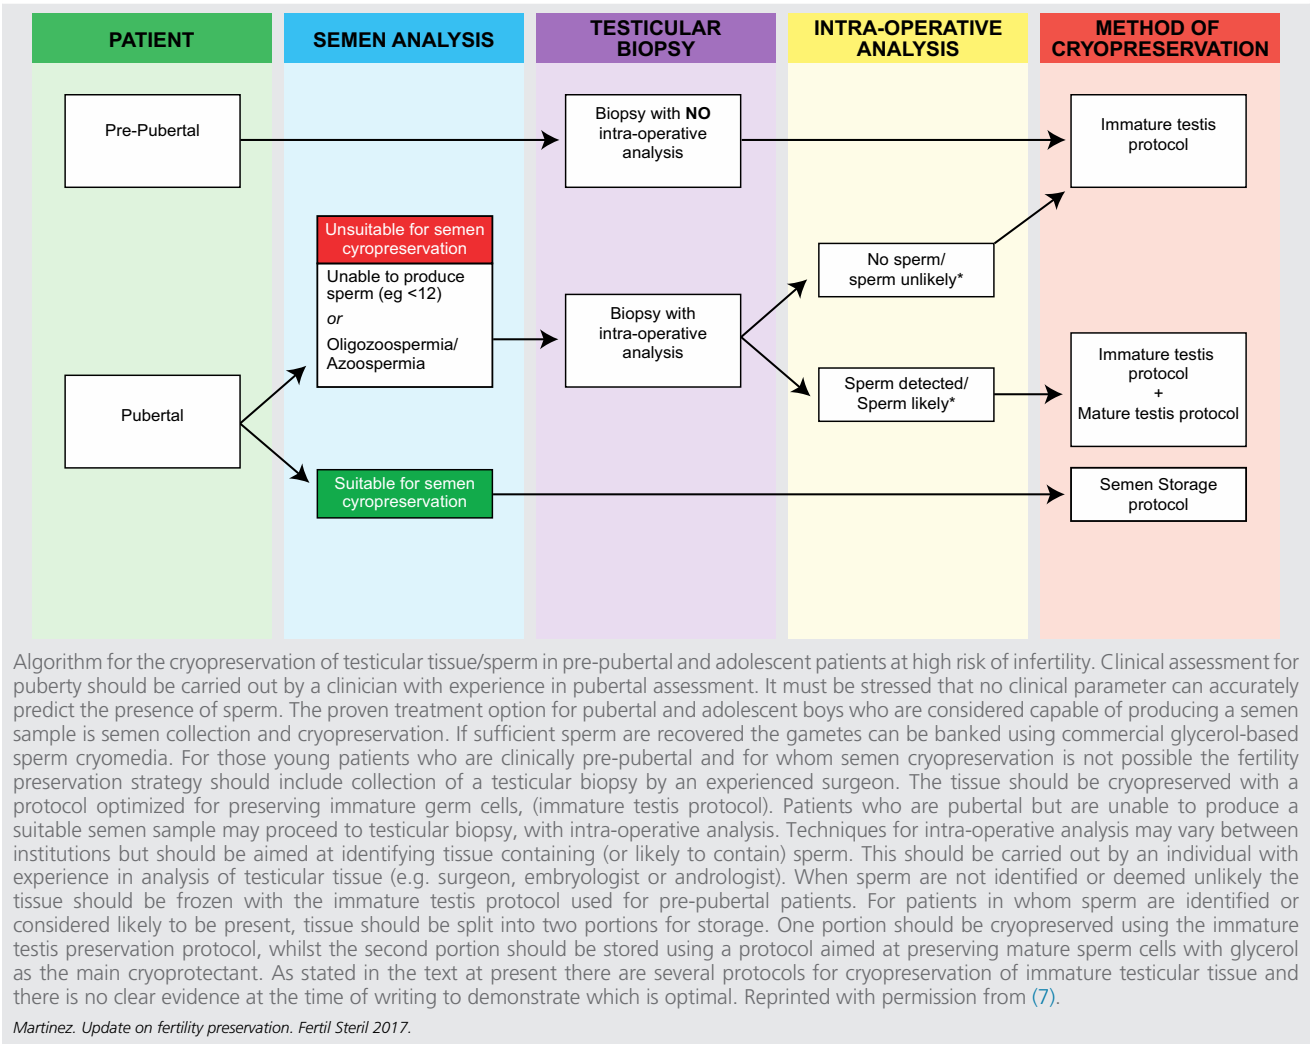 PATIENT
SEMEN ANALYSIS
TESTICULAR
BIOPSY
INTRA-OPERATIVE
ANALYSIS
METHOD OF
CRYOPRESERVATION
Pre-Pubertal
Biopsy with NO
intra-operative
analysis
Immature testis
protocol
Unsuitable for semen
cyropreservation
Unable to produce
sperm (eg <12)
or
Oligozoospermia/
Azoospermia
Biopsy with
intra-operative
analysis
No sperm/
sperm unlikely*
Sperm detected/
Sperm likely*
Immature testis
protocol
+
Mature testis protocol
Pubertal
Suitable for semen
cyropreservation
Semen Storage
protocol
Algorithm for the cryopreservation of testicular tissue/sperm in pre-pubertal and adolescent patients at high risk of infertility. Clinical assessment for
puberty should be carried out by a clinician with experience in pubertal assessment. It must be stressed that no clinical parameter can accurately
predict the presence of sperm. The proven treatment option for pubertal and adolescent boys who are considered capable of producing a semen
sample is semen collection and cryopreservation. If sufficient sperm are recovered the gametes can be banked using commercial glycerol-based
sperm cryomedia. For those young patients who are clinically pre-pubertal and for whom semen cryopreservation is not possible the fertility
preservation strategy should include collection of a testicular biopsy by an experienced surgeon. The tissue should be cryopreserved with a
protocol optimized for preserving immature germ cells, (immature testis protocol). Patients who are pubertal but are unable to produce a
suitable semen sample may proceed to testicular biopsy, with intra-operative analysis. Techniques for intra-operative analysis may vary between
institutions but should be aimed at identifying tissue containing (or likely to contain) sperm. This should be carried out by an individual with
experience in analysis of testicular tissue (e.g. surgeon, embryologist or andrologist). When sperm are not identified or deemed unlikely the
tissue should be frozen with the immature testis protocol used for pre-pubertal patients. For patients in whom sperm are identified or
considered likely to be present, tissue should be split into two portions for storage. One portion should be cryopreserved using the immature
testis preservation protocol, whilst the second portion should be stored using a protocol aimed at preserving mature sperm cells with glycerol
as the main cryoprotectant. As stated in the text at present there are several protocols for cryopreservation of immature testicular tissue and
there is no clear evidence at the time of writing to demonstrate which is optimal. Reprinted with permission from (7).
Martinez. Update on fertility preservation. Fertil Steril 2017.